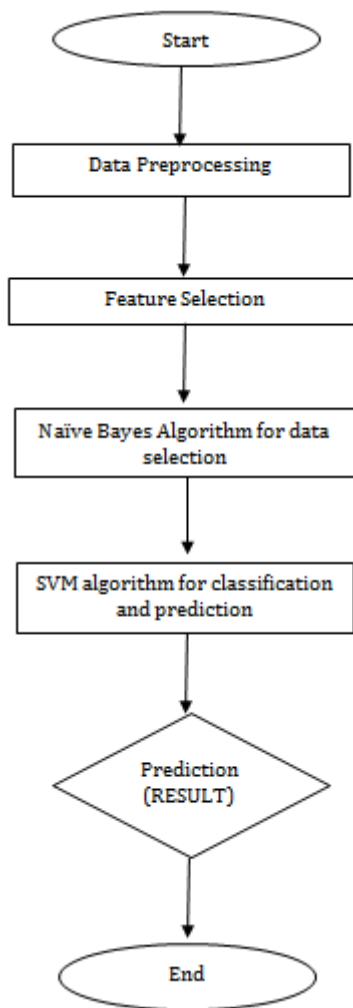 Start
Data Preprocessing
Feature Selection
Naïve Bayes Algorithm for data
selection
SVM algorithm for classification
and prediction
Prediction
(RESULT)
End